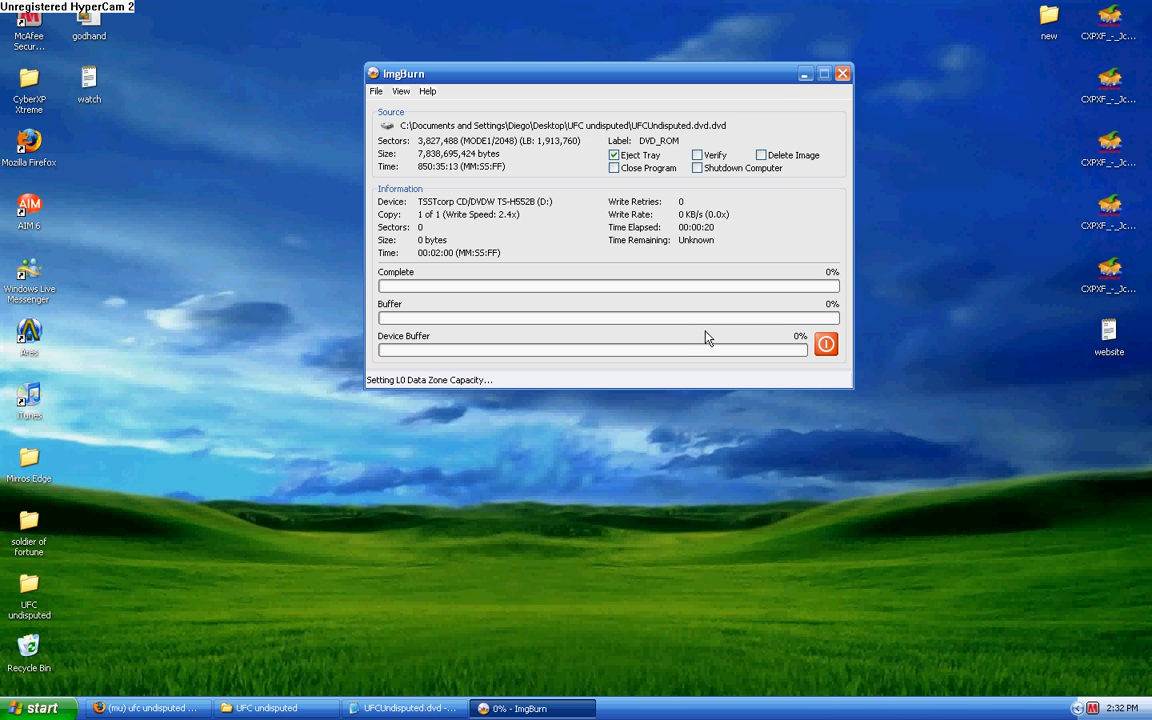 Unregistered HyperCam 2
McAfee
Secur...
godhand
CyberXP
Xtreme
watch
Mozilla Firefox
AIM 6
Windows Live
Messenger
Ares
iTunes
Mirros Edge
soldier of
fortune
UFC
undisputed
Recycle Bin
new
CXPXF_-_Jc...
CXPXF_-_Jc...
CXPXF_-_Jc...
CXPXF_-_Jc...
CXPXF_-_Jc...
website
ImgBurn
File View Help
Source
C:\Documents and Settings\Diego\Desktop\UFC undisputed\UFCUndisputed.dvd.dvd
Sectors: 3,827,488 (MODE1/2048) (LB: 1,913,760)
Label: DVD_ROM
Size: 7,838,695,424 bytes
Eject Tray Verify Delete Image
Time: 850:35:13 (MM:SS:FF)
Close Program Shutdown Computer
Information
Device: TSSTcorp CD/DVDW TS-H552B (D:)
Write Retries: 0
Copy: 1 of 1 (Write Speed: 2.4x)
Write Rate: 0 KB/s (0.0x)
Sectors: 0
Time Elapsed: 00:00:20
Size: 0 bytes
Time Remaining: Unknown
Time: 00:02:00 (MM:SS:FF)
Complete 0%
Buffer 0%
Device Buffer 0%
Setting L0 Data Zone Capacity...
start
(mu) ufc undisputed ...
UFC undisputed
UFCUndisputed.dvd -...
0% - ImgBurn
2:32 PM